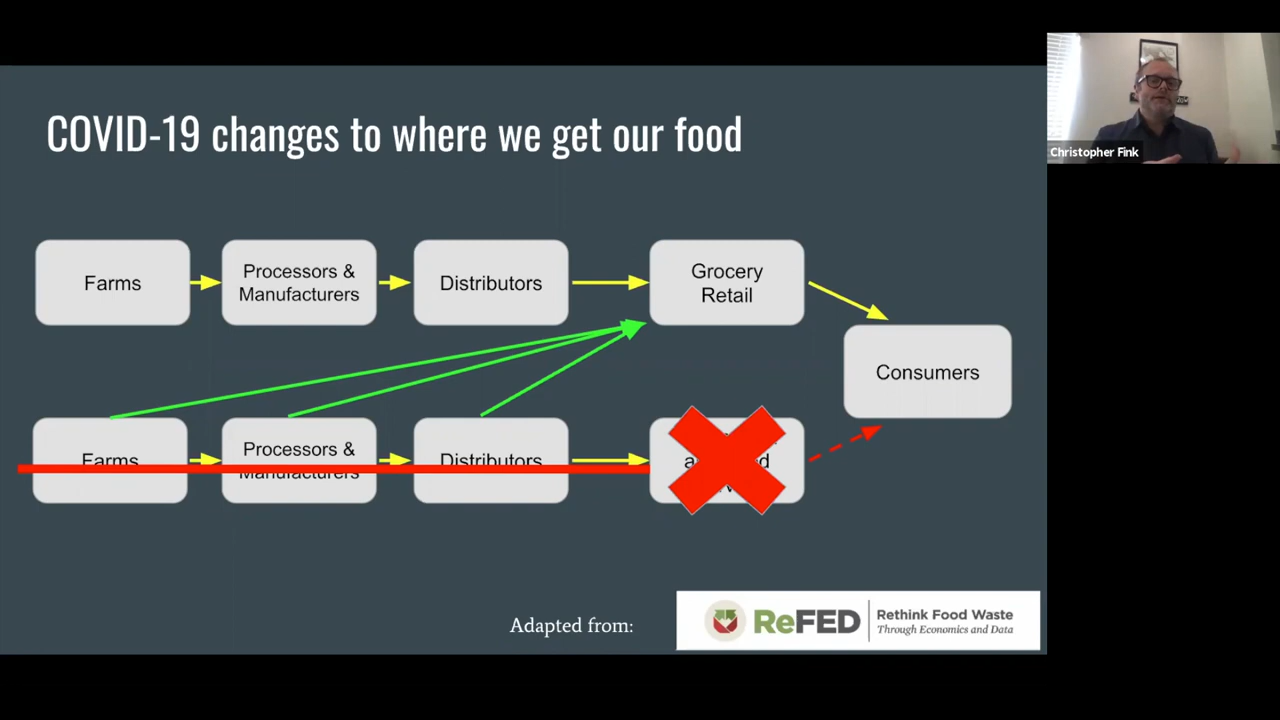 COVID-19 changes to where we get our food
Christopher Fink
Farms
Processors &
Manufacturers
Distributors
Grocery
Retail
Consumers
Farms
Processors &
Manufacturers
Distributors
Adapted from:
ReFED
Rethink Food Waste
Through Economics and Data